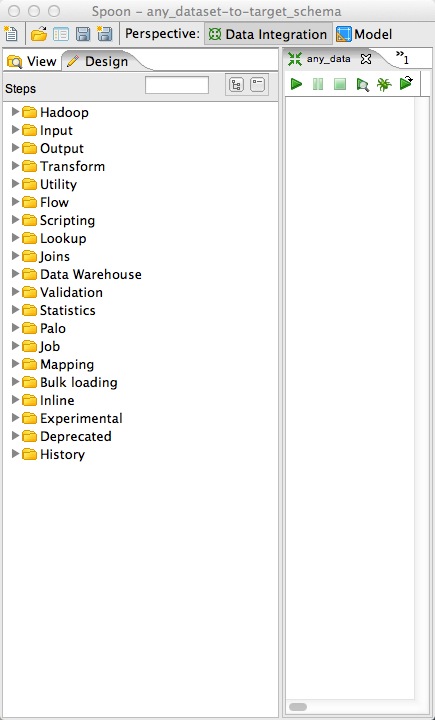 Spoon - any_dataset-to-target_schema
Perspective: Data Integration Model
View Design
any_data »1
Steps
Hadoop
Input
Output
Transform
Utility
Flow
Scripting
Lookup
Joins
Data Warehouse
Validation
Statistics
Palo
Job
Mapping
Bulk loading
Inline
Experimental
Deprecated
History